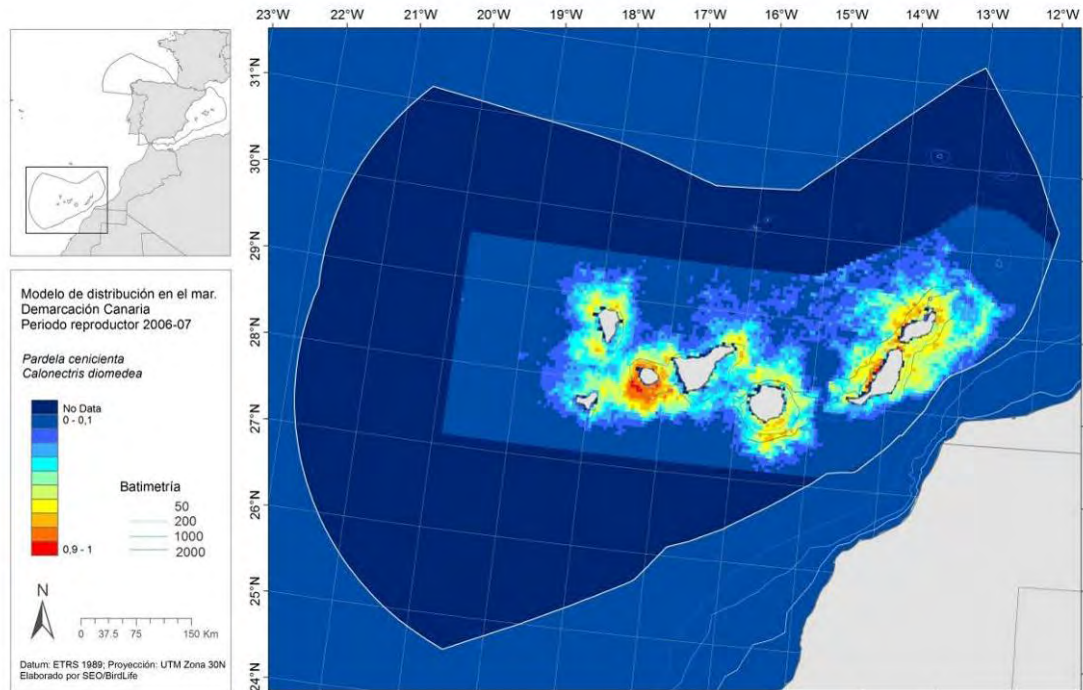 23°W 22°W 21°W 20°W 19°W 18°W 17°W 16°W 15°W 14°W 13°W 12°W
31°N
30°N
29°N
28°N
27°N
26°N
25°N
24°N
Modelo de distribución en el mar.
Demarcación Canaria
Periodo reproductor 2006-07
Pardela cenicienta
Calonectris diomedea
No Data
0 - 0,1
0,9 - 1
Batimetría
50
200
1000
2000
N
0 37.5 75 150 Km
Datum: ETRS 1989; Proyección: UTM Zona 30N
Elaborado por SEO/BirdLife